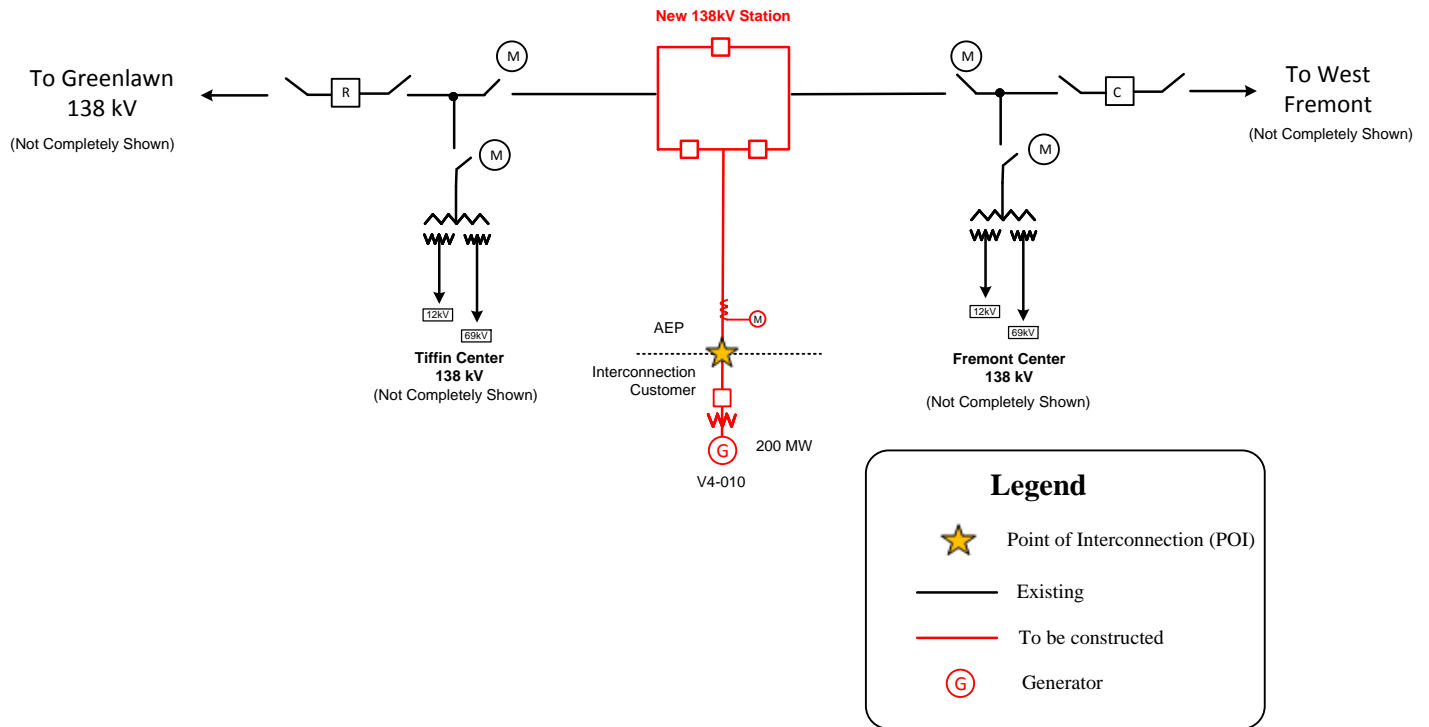 New 138kV Station
To Greenlawn
138 kV
(Not Completely Shown)
R
M
M
C
To West
Fremont
(Not Completely Shown)
M
M
12kV
69kV
Tiffin Center
138 kV
(Not Completely Shown)
AEP
M
Interconnection
Customer
G
200 MW
V4-010
12kV
69kV
Fremont Center
138 kV
(Not Completely Shown)
Legend
Point of Interconnection (POI)
Existing
To be constructed
G
Generator